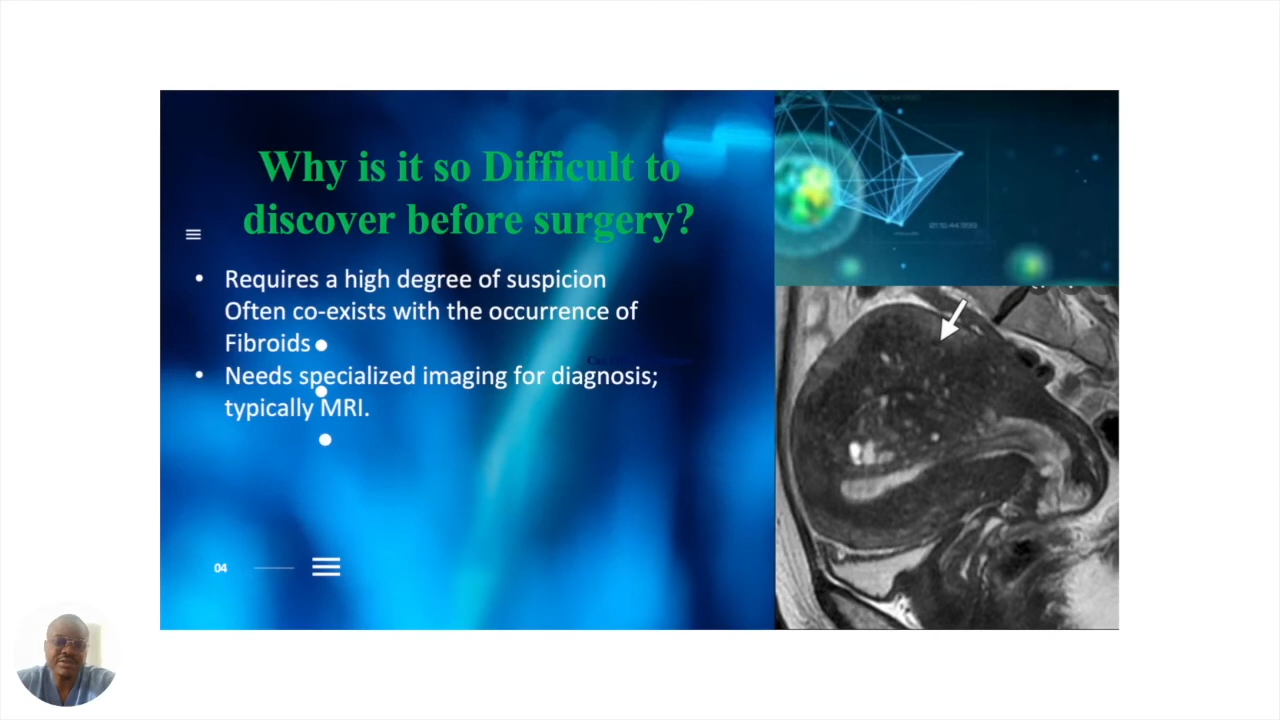 Why is it so Difficult to
discover before surgery?
• Requires a high degree of suspicion
Often co-exists with the occurrence of
Fibroids
• Needs specialized imaging for diagnosis;
typically MRI.
04